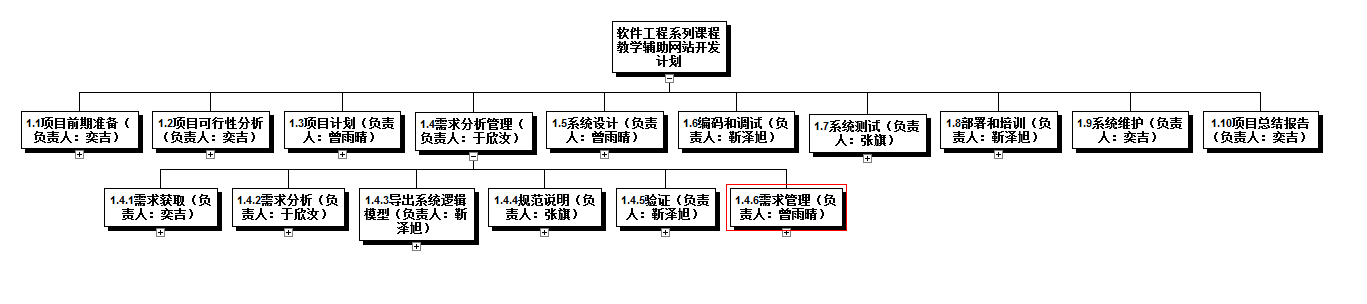 软件工程系列课程
教学辅助网站开发
计划
1.1项目前期准备（
负责人：奕吉）
1.2项目可行性分析
（负责人：奕吉）
1.3项目计划（负责
人：曾雨晴）
1.4需求分析管理（
负责人：于欣汝）
1.5系统设计（负责
人：曾雨晴）
1.6编码和调试（负
责人：靳泽旭）
1.7系统测试（负责
人：张旗）
1.8部署和培训（负
责人：靳泽旭）
1.9系统维护（负责
人：奕吉）
1.10项目总结报告
（负责人：奕吉）
1.4.1需求获取（负
责人：奕吉）
1.4.2需求分析（负
责人：于欣汝）
1.4.3导出系统逻辑
模型（负责人：靳
泽旭）
1.4.4规范说明（负
责人：张旗）
1.4.5验证（负责
人：靳泽旭）
1.4.6需求管理（负
责人：曾雨晴）